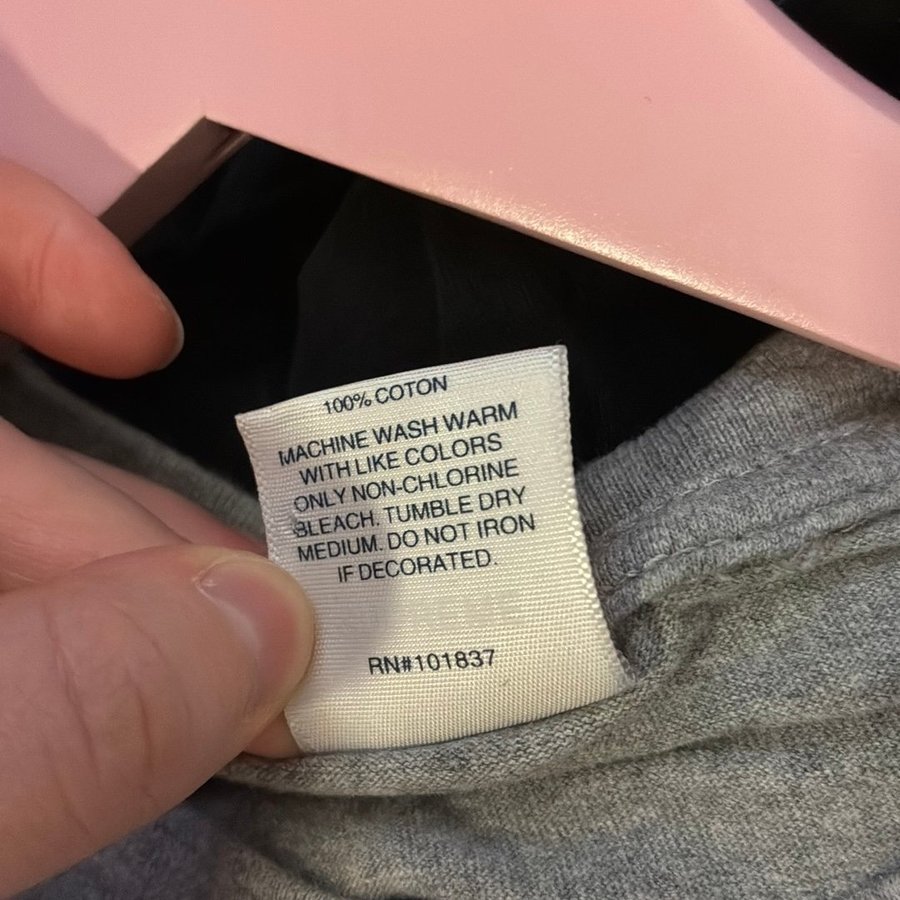 100% COTON
MACHINE WASH WARM
WITH LIKE COLORS
ONLY NON-CHLORINE
BLEACH. TUMBLE DRY
MEDIUM. DO NOT IRON
IF DECORATED.
RN#101837